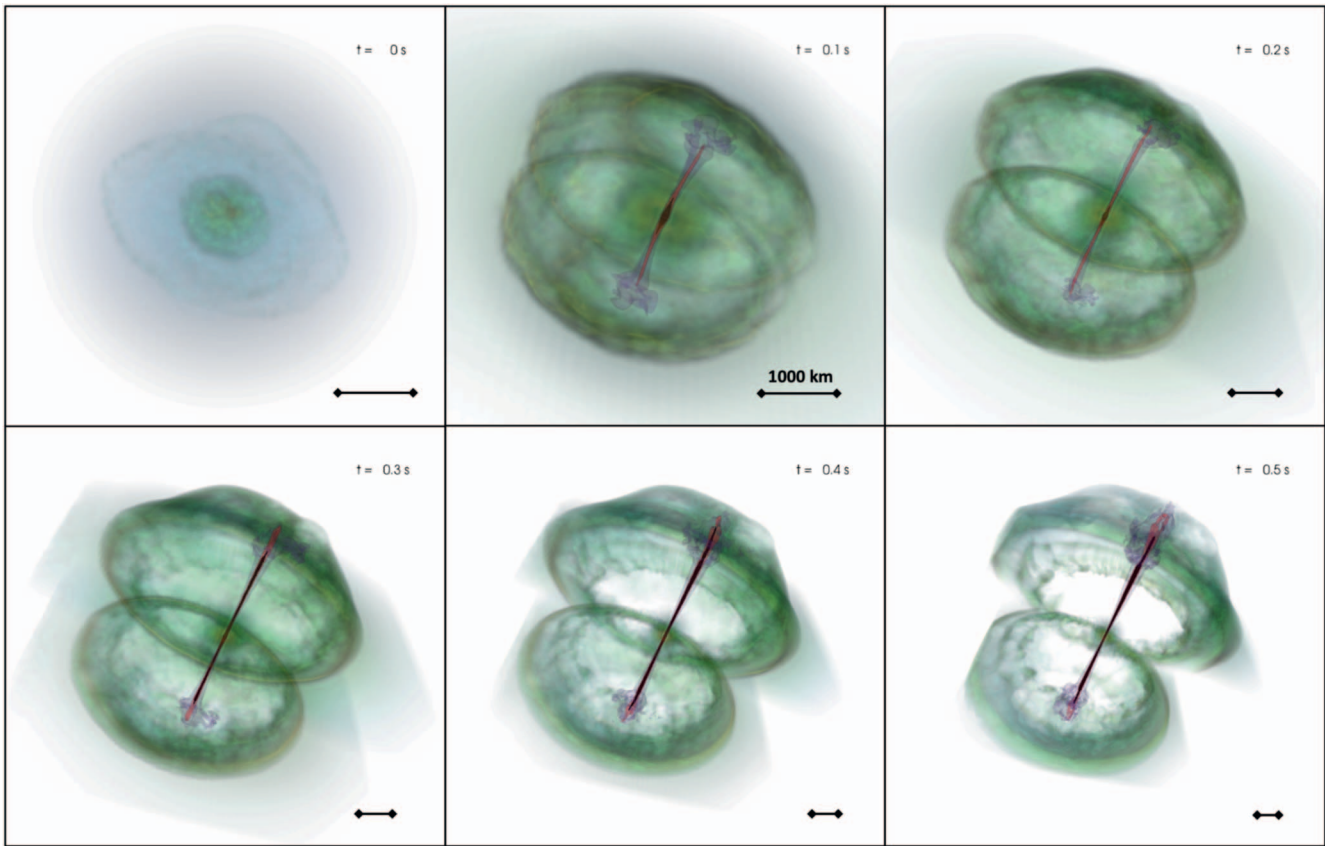 t = 0 s
t = 0.1 s
t = 0.2 s
1000 km
t = 0.3 s
t = 0.4 s
t = 0.5 s